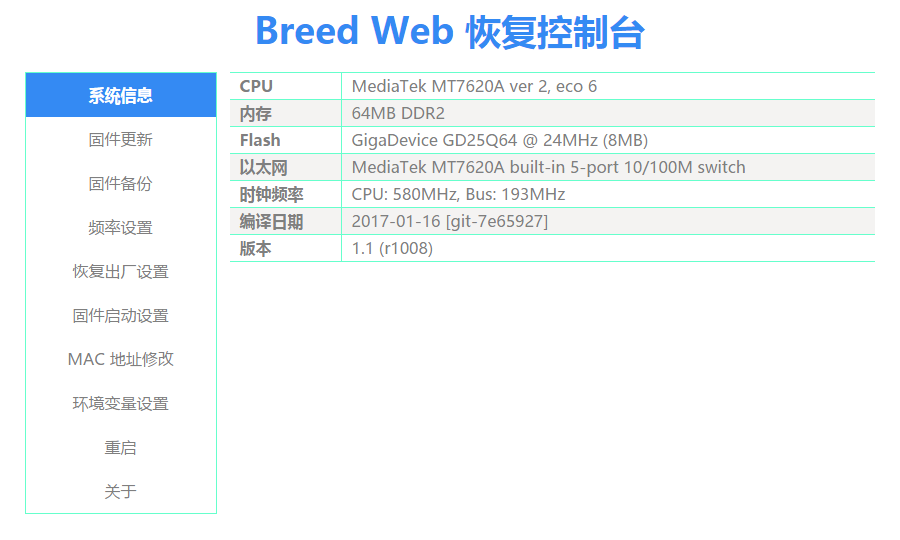 Breed Web 恢复控制台
系统信息
固件更新
固件备份
频率设置
恢复出厂设置
固件启动设置
MAC 地址修改
环境变量设置
重启
关于
CPU MediaTek MT7620A ver 2, eco 6
内存 64MB DDR2
Flash GigaDevice GD25Q64 @ 24MHz (8MB)
以太网 MediaTek MT7620A built-in 5-port 10/100M switch
时钟频率 CPU: 580MHz, Bus: 193MHz
编译日期 2017-01-16 [git-7e65927]
版本 1.1 (r1008)